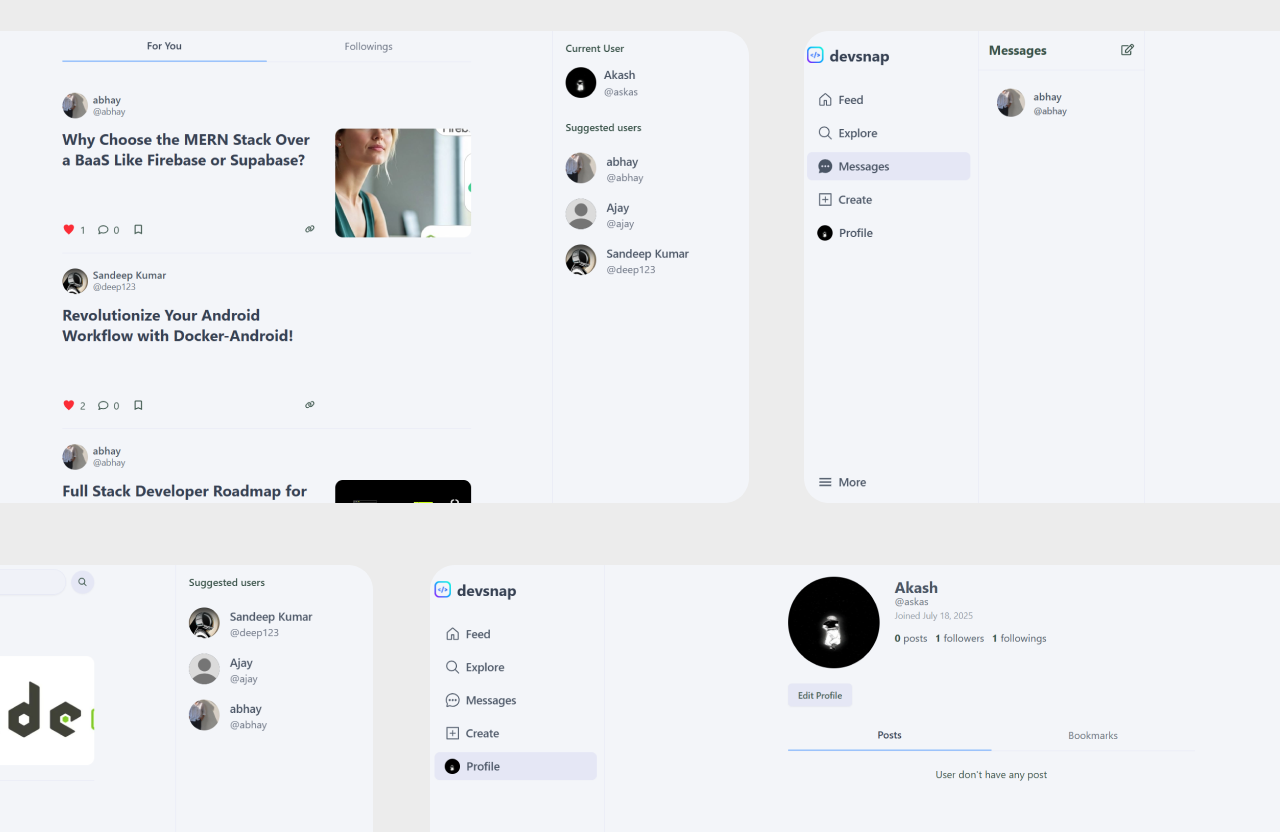 For You
Followings
abhay
@abhay
Why Choose the MERN Stack Over
a BaaS Like Firebase or Supabase?
1
0
Sandeep Kumar
@deep123
Revolutionize Your Android
Workflow with Docker-Android!
2
0
abhay
@abhay
Full Stack Developer Roadmap for
Current User
Akash
@askas
Suggested users
abhay
@abhay
Ajay
@ajay
Sandeep Kumar
@deep123
devsnap
Feed
Explore
Messages
Create
Profile
More
Messages
abhay
@abhay
de
Suggested users
Sandeep Kumar
@deep123
Ajay
@ajay
abhay
@abhay
devsnap
Feed
Explore
Messages
Create
Profile
Akash
@askas
Joined July 18, 2025
0 posts 1 followers 1 followings
Edit Profile
Posts
Bookmarks
User don't have any post